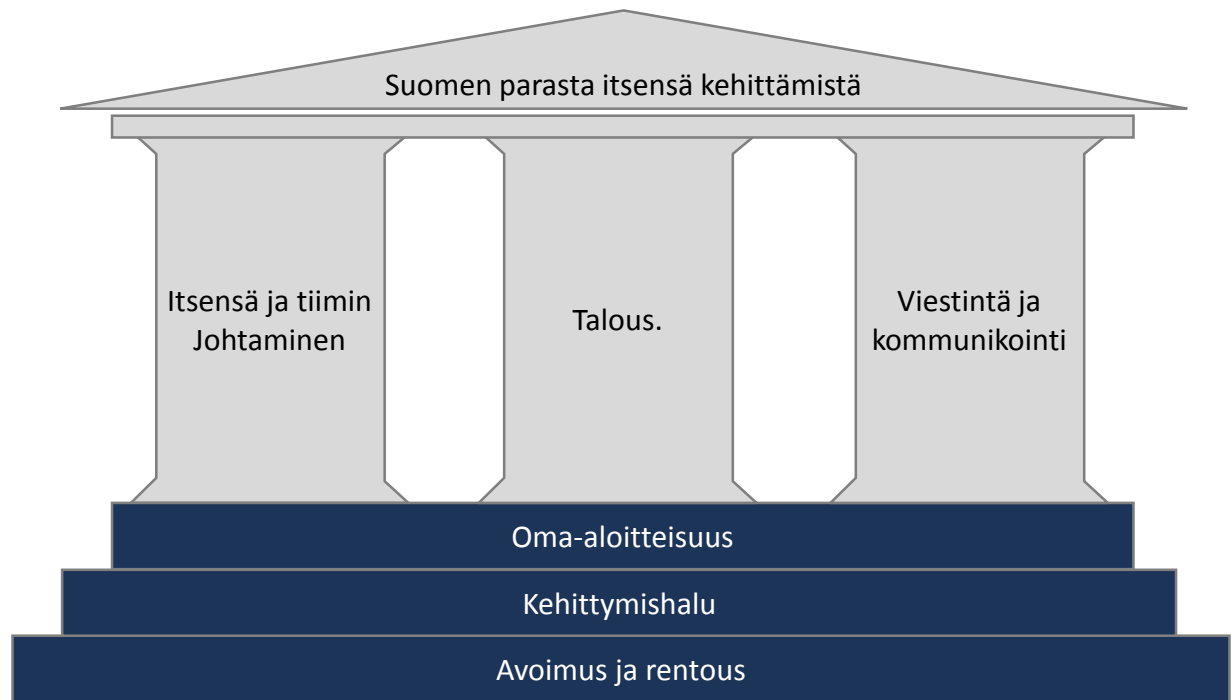 Suomen parasta itsensä kehittämistä
Itsensä ja tiimin
Johtaminen
Talous.
Viestintä ja
kommunikointi
Oma-aloitteisuus
Kehittymishalu
Avoimus ja rentous